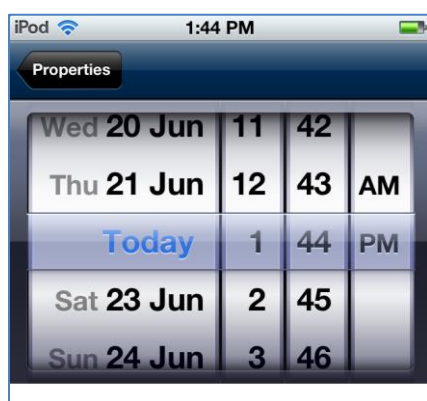 iPod 1:44 PM
Properties
Wed 20 Jun 11 42
Thu 21 Jun 12 43 AM
Today 1 44 PM
Sat 23 Jun 2 45
Sun 24 Jun 3 46